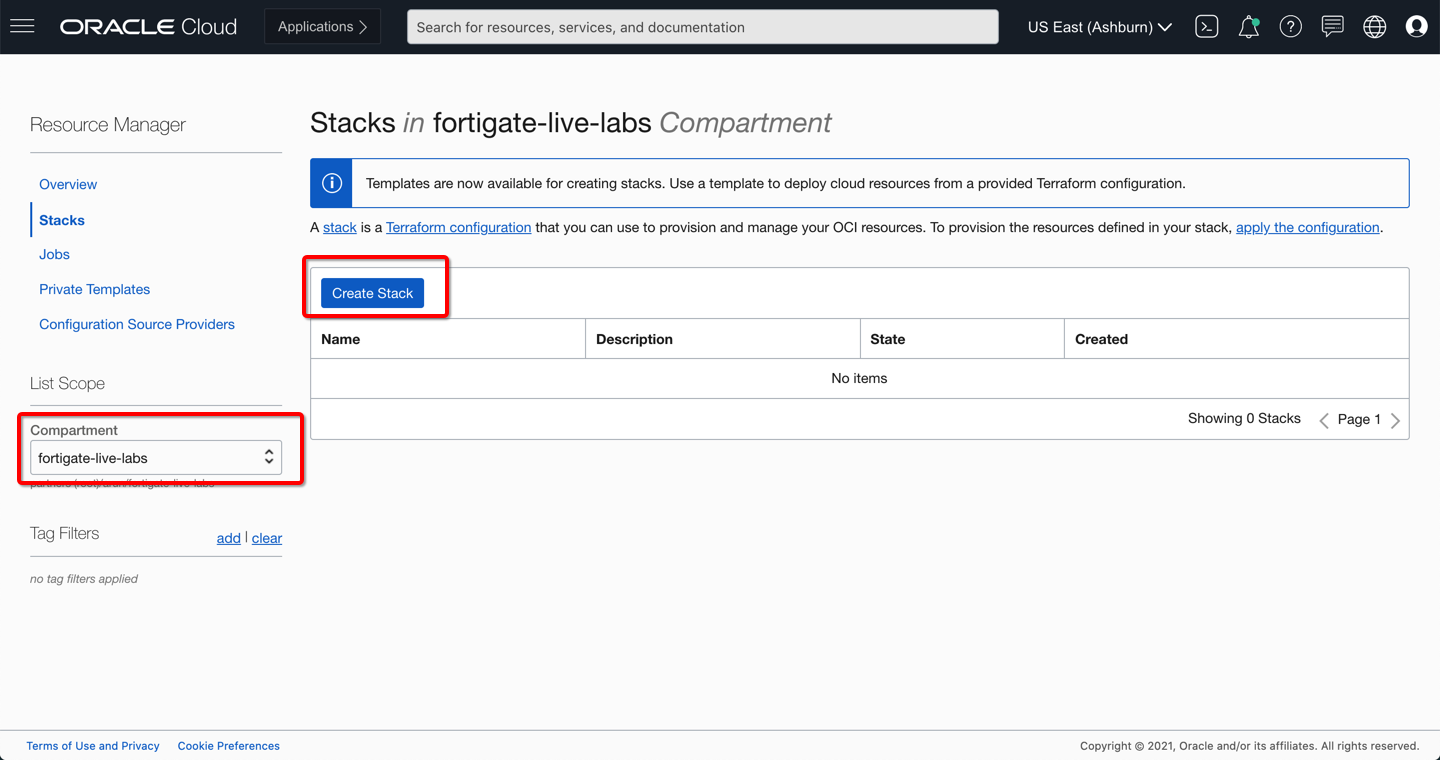 ORACLE Cloud
Applications
Search for resources, services, and documentation
US East (Ashburn)
Resource Manager
Overview
Stacks
Jobs
Private Templates
Configuration Source Providers
List Scope
Compartment
fortigate-live-labs
partners (root)/arun/fortigate-live-labs
Tag Filters
add | clear
no tag filters applied
Stacks in fortigate-live-labs Compartment
Templates are now available for creating stacks. Use a template to deploy cloud resources from a provided Terraform configuration.
A stack is a Terraform configuration that you can use to provision and manage your OCI resources. To provision the resources defined in your stack, apply the configuration.
Create Stack
Name Description State Created
No items
Showing 0 Stacks Page 1
Terms of Use and Privacy Cookie Preferences
Copyright © 2021, Oracle and/or its affiliates. All rights reserved.